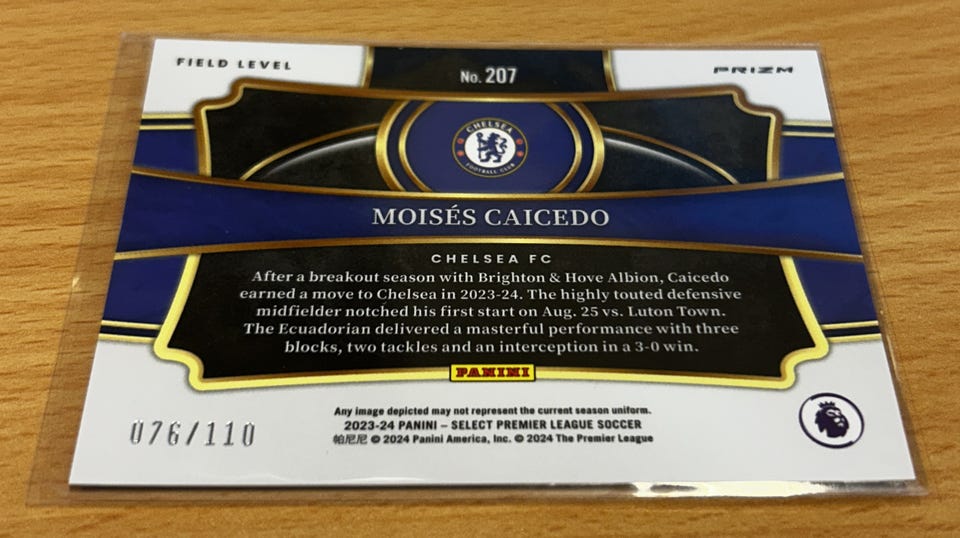 FIELD LEVEL
No. 207
PRIZM
CHELSEA
FOOTBALL CLUB
MOISÉS CAICEDO
CHELSEA FC
After a breakout season with Brighton & Hove Albion, Caicedo
earned a move to Chelsea in 2023-24. The highly touted defensive
midfielder notched his first start on Aug. 25 vs. Luton Town.
The Ecuadorian delivered a masterful performance with three
blocks, two tackles and an interception in a 3-0 win.
PANINI
Any image depicted may not represent the current season uniform.
2023-24 PANINI – SELECT PREMIER LEAGUE SOCCER
帕尼尼 © 2024 Panini America, Inc. © 2024 The Premier League
076/110